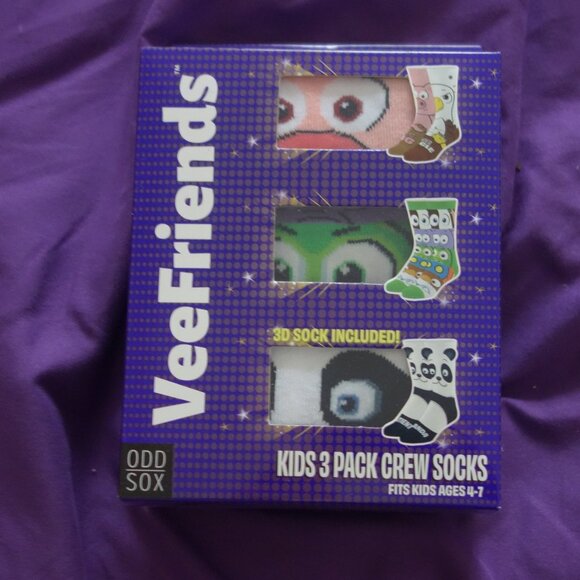 VeeFriends™
3D SOCK INCLUDED!
KIDS 3 PACK CREW SOCKS
FITS KIDS AGES 4-7
ODD
SOX